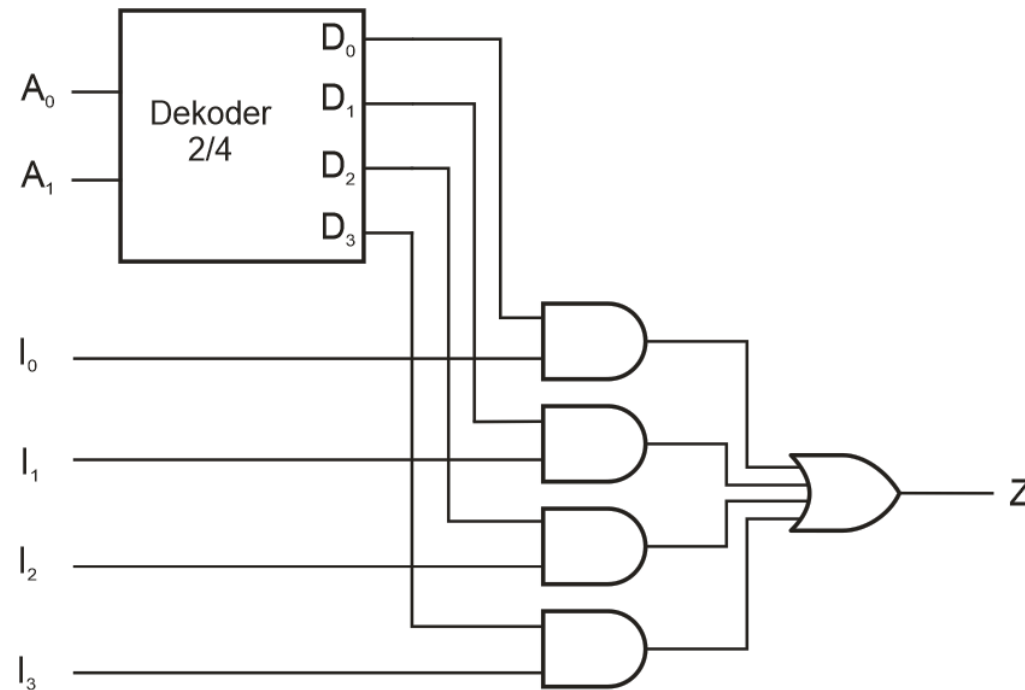 D₀
A₀
D₁
Dekoder
2/4
D₂
A₁
D₃
I₀
I₁
Z
I₂
I₃